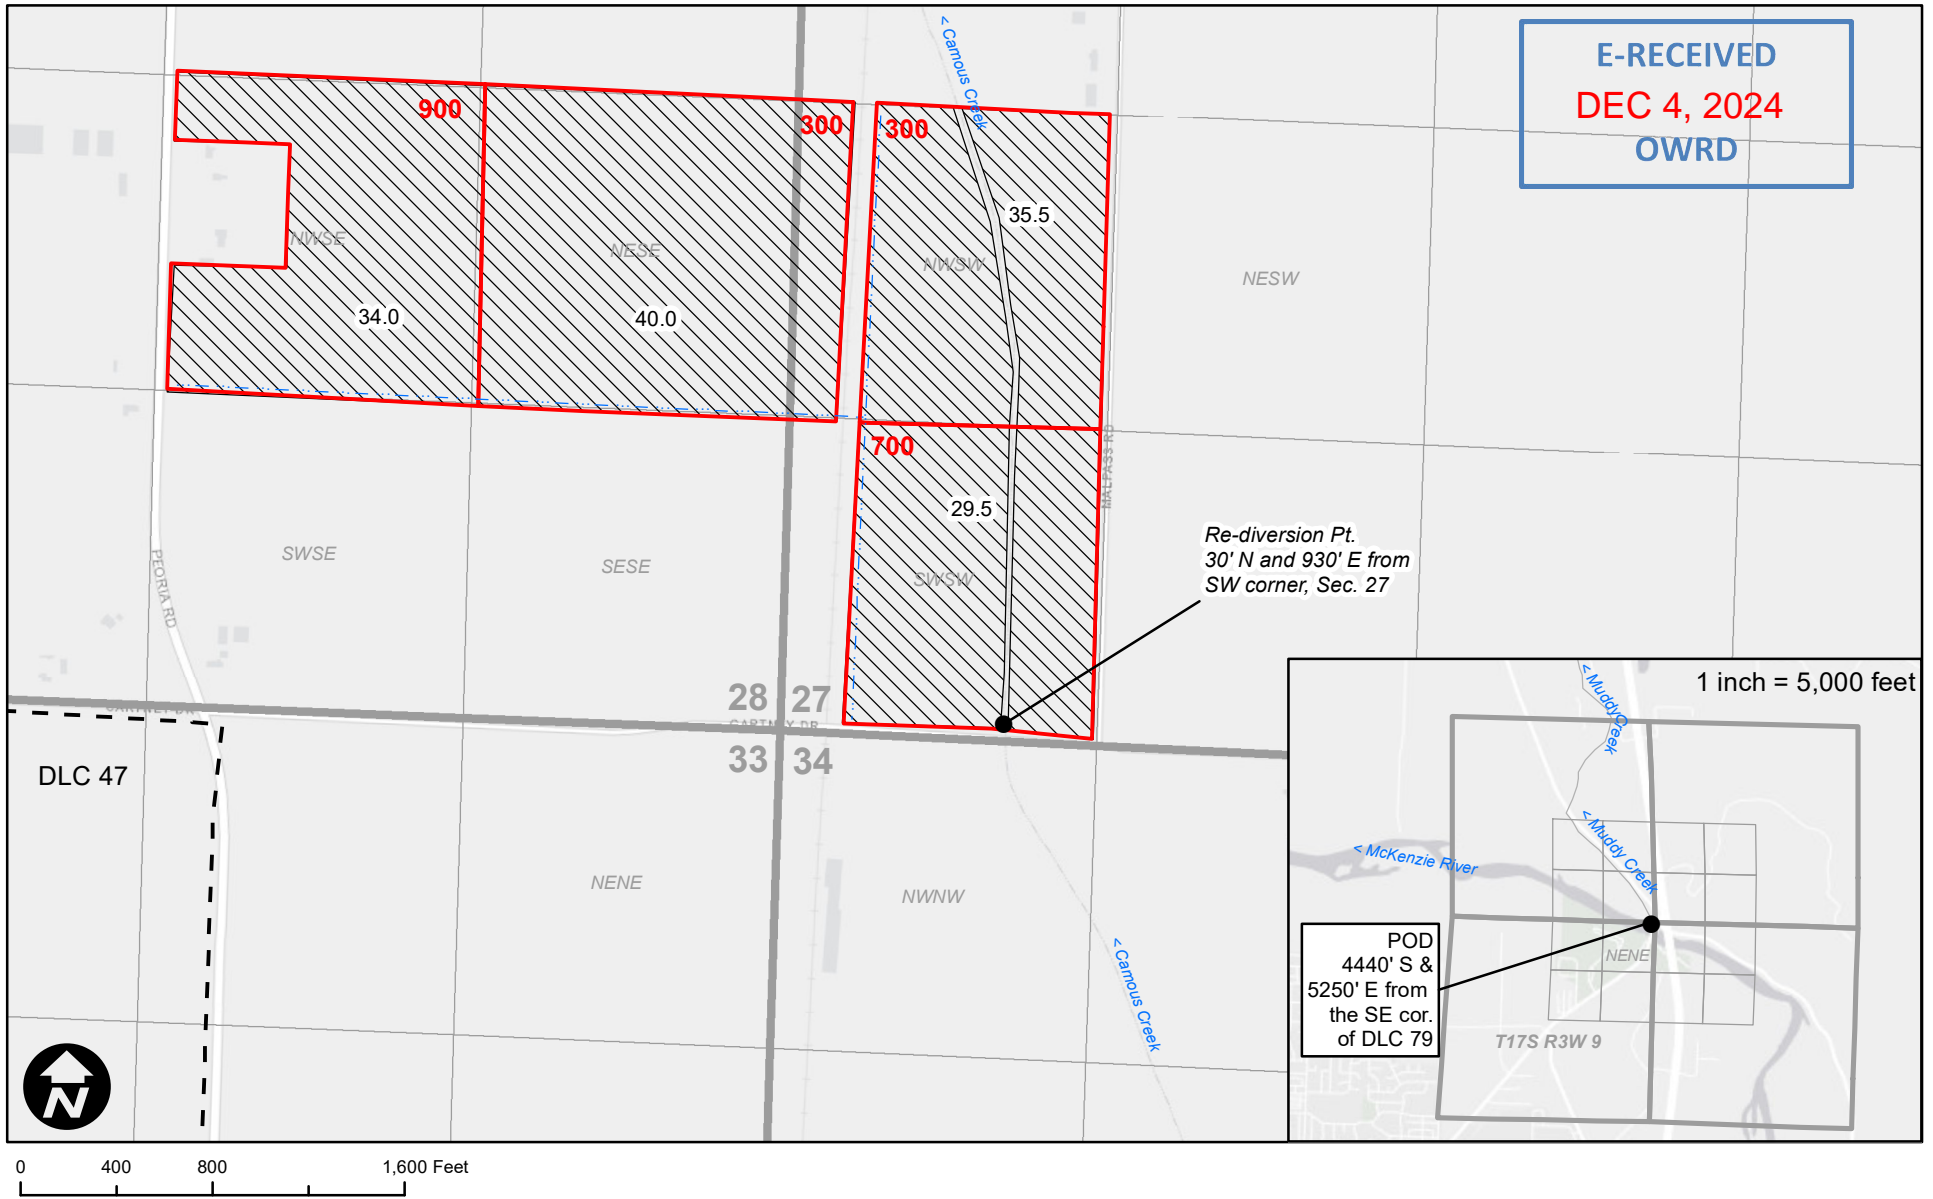 < Camous Creek
E-RECEIVED
DEC 4, 2024
OWRD
900
300
300
35.5
NWSE
NESE
NWSW
NESW
34.0
40.0
700
MALPASS RD
29.5
Re-diversion Pt.
30' N and 930' E from
SW corner, Sec. 27
PEORIA RD
SWSE
SESE
SWSW
28
27
CARTNEY DR
CARTNEY DR
33
34
DLC 47
NENE
NWNW
< Camous Creek
1 inch = 5,000 feet
< Muddy Creek
< Muddy Creek
< McKenzie River
POD
4440' S &
5250' E from
the SE cor.
of DLC 79
NENE
T17S R3W 9
N
0
400
800
1,600 Feet